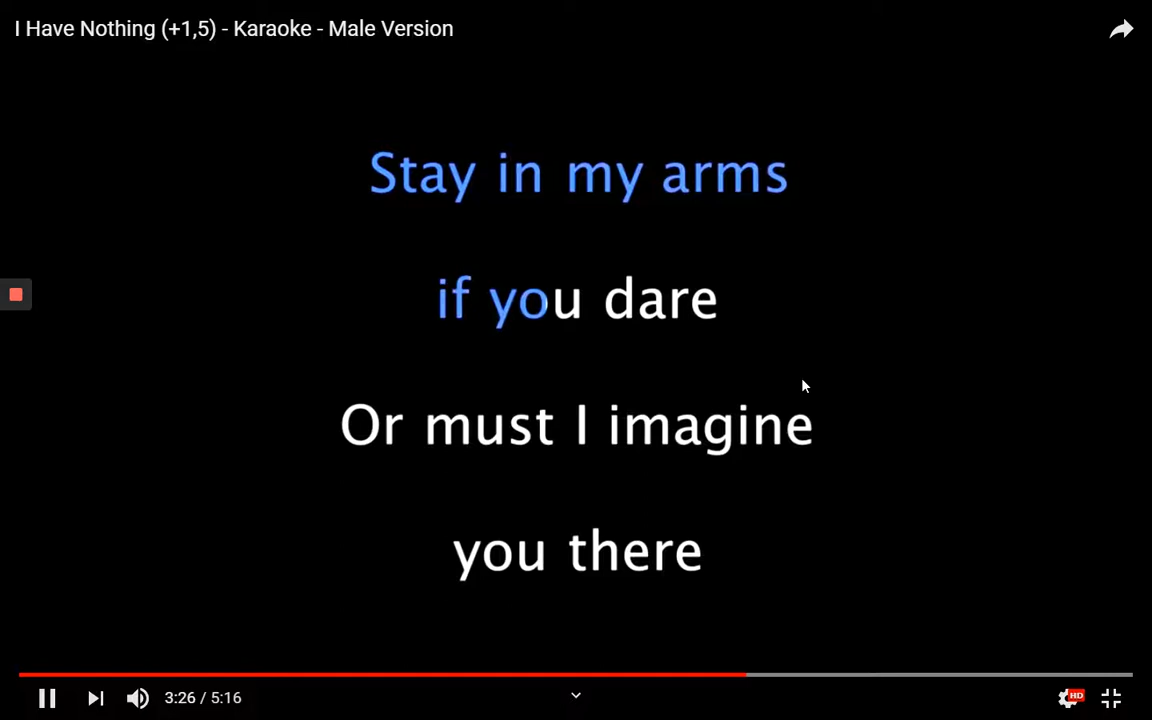 I Have Nothing (+1,5) - Karaoke - Male Version
Stay in my arms
if you dare
Or must I imagine
you there
3:26 / 5:16
HD